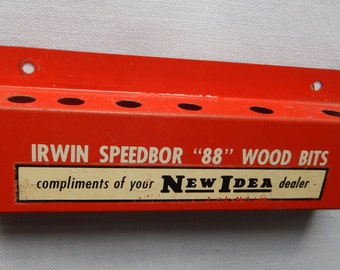 IRWIN SPEEDBOR "88" WOOD BITS
compliments of your NEW IDEA dealer